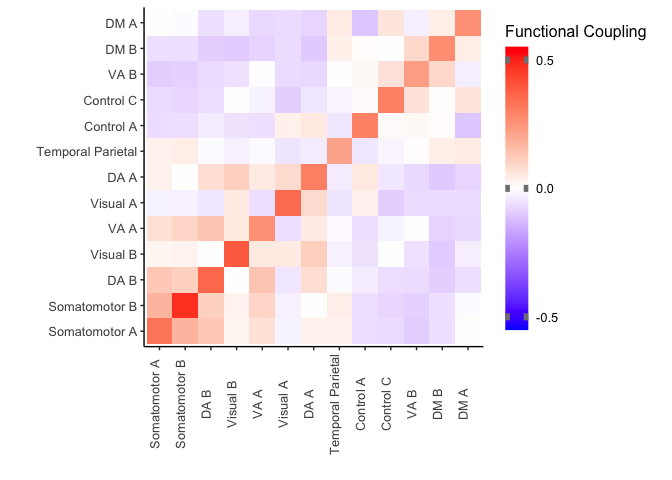 Functional Coupling
DM A
DM B
VA B
Control C
Control A
Temporal Parietal
DA A
Visual A
VA A
Visual B
DA B
Somatomotor B
Somatomotor A
0.5
0.0
-0.5
Somatomotor A
Somatomotor B
DA B
Visual B
VA A
Visual A
DA A
Temporal Parietal
Control A
Control C
VA B
DM B
DM A